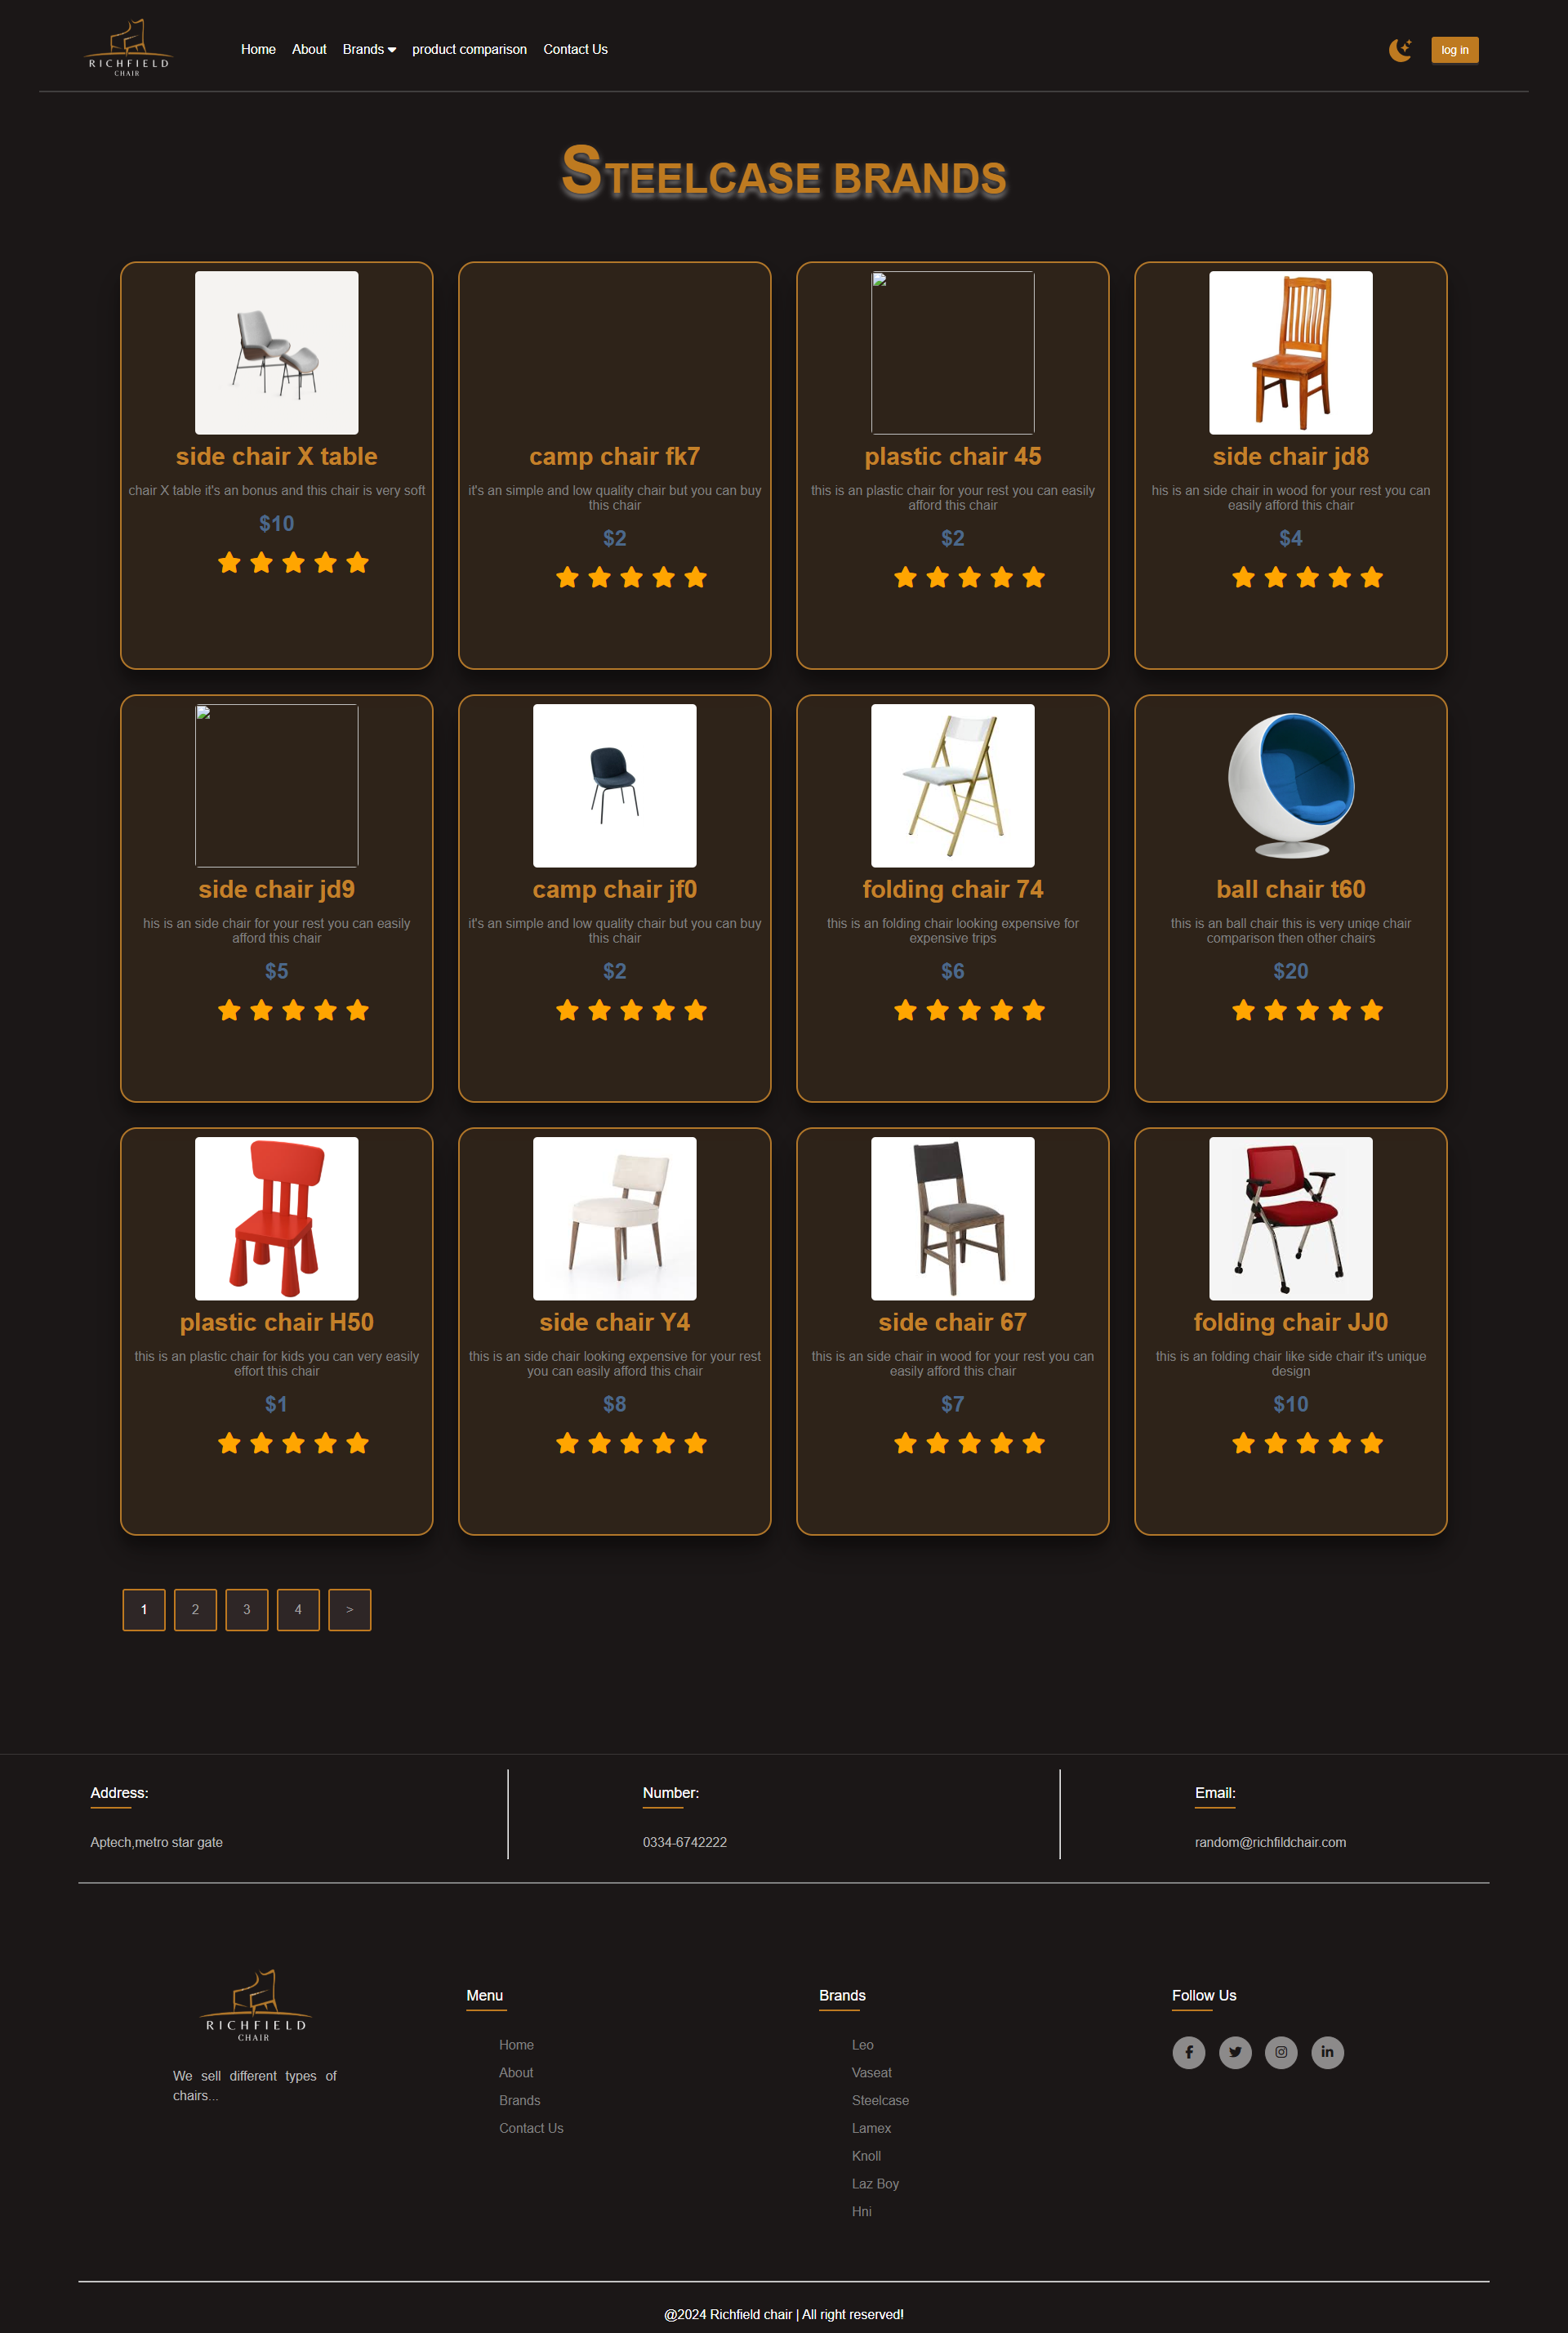 RICHFIELD
CHAIR
Home About Brands product comparison Contact Us
log in
STEELCASE BRANDS
side chair X table
chair X table it's an bonus and this chair is very soft
$10
camp chair fk7
it's an simple and low quality chair but you can buy
this chair
$2
plastic chair 45
this is an plastic chair for your rest you can easily
afford this chair
$2
side chair jd8
his is an side chair in wood for your rest you can
easily afford this chair
$4
side chair jd9
his is an side chair for your rest you can easily
afford this chair
$5
camp chair jf0
it's an simple and low quality chair but you can buy
this chair
$2
folding chair 74
this is an folding chair looking expensive for
expensive trips
$6
ball chair t60
this is an ball chair this is very uniqe chair
comparison then other chairs
$20
plastic chair H50
this is an plastic chair for kids you can very easily
effort this chair
$1
side chair Y4
this is an side chair looking expensive for your rest
you can easily afford this chair
$8
side chair 67
this is an side chair in wood for your rest you can
easily afford this chair
$7
folding chair JJ0
this is an folding chair like side chair it's unique
design
$10
1 2 3 4 >
Address:
Aptech,metro star gate
Number:
0334-6742222
Email:
random@richfildchair.com
RICHFIELD
CHAIR
We sell different types of
chairs...
Menu
Home
About
Brands
Contact Us
Brands
Leo
Vaseat
Steelcase
Lamex
Knoll
Laz Boy
Hni
Follow Us
@2024 Richfield chair | All right reserved!